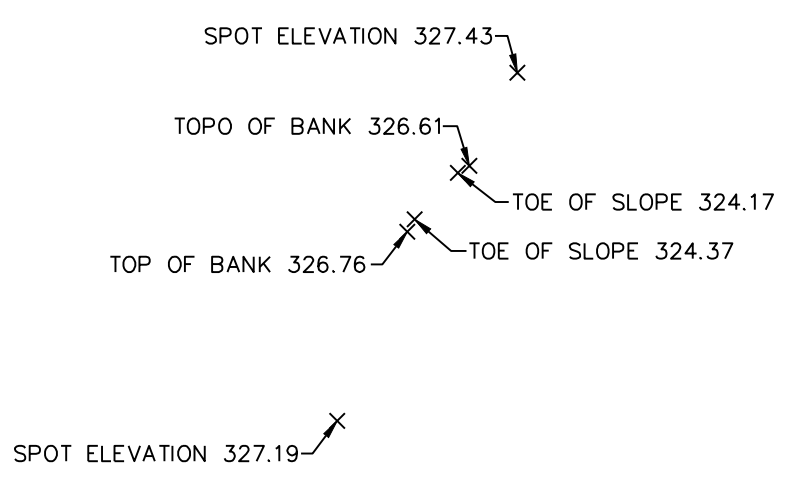 SPOT ELEVATION 327.43
TOPO OF BANK 326.61
TOE OF SLOPE 324.17
TOE OF SLOPE 324.37
TOP OF BANK 326.76
SPOT ELEVATION 327.19